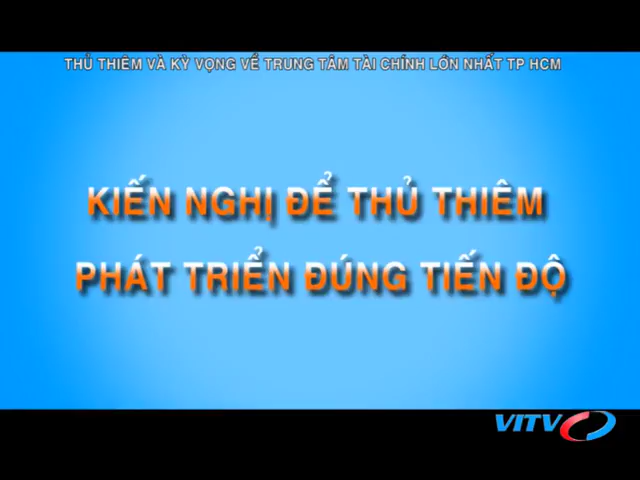 THỦ THIÊM VÀ KỲ VỌNG VỀ TRUNG TÂM TÀI CHÍNH LỚN NHẤT TP HCM
KIẾN NGHỊ ĐỂ THỦ THIÊM
PHÁT TRIỂN ĐÚNG TIẾN ĐỘ
VITV